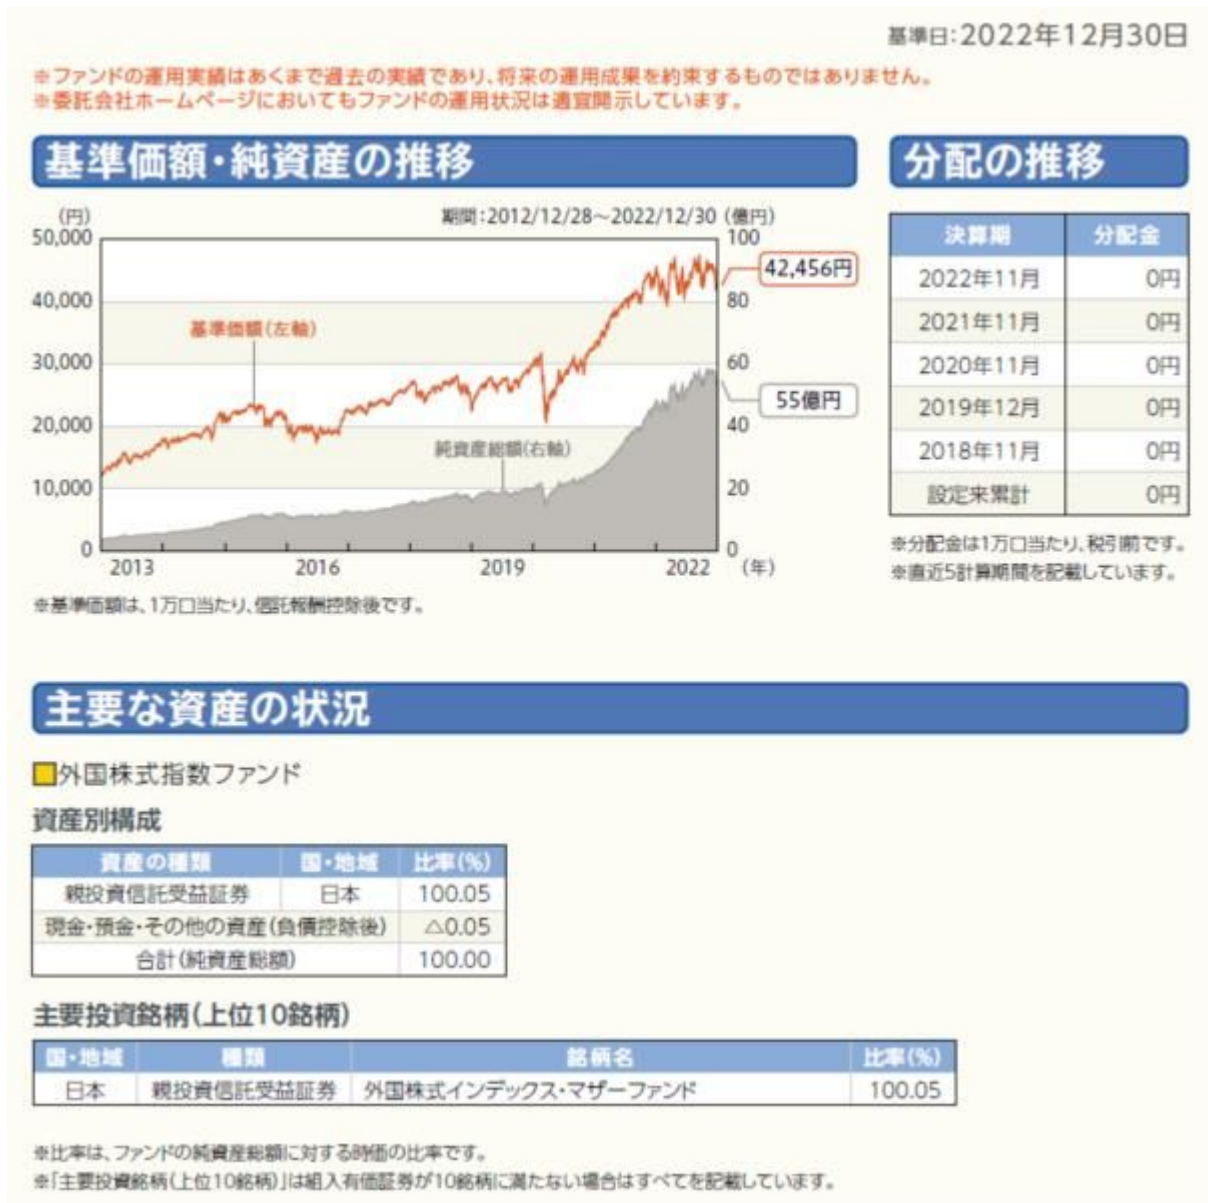 基準日:2022年12月30日
※ファンドの運用実績はあくまで過去の実績であり、将来の運用成果を約束するものではありません。
※委託会社ホームページにおいてもファンドの運用状況は適宜開示しています。
基準価額・純資産の推移
(円)
期間:2012/12/28~2022/12/30
(億円)
50,000
40,000
30,000
20,000
10,000
0
100
80
60
40
20
0
42,456円
55億円
基準価額(左軸)
純資産総額(右軸)
2013 2016 2019 2022 (年)
※基準価額は、1万口当たり、信託報酬控除後です。
分配の推移
決算期 分配金
2022年11月 0円
2021年11月 0円
2020年11月 0円
2019年12月 0円
2018年11月 0円
設定来累計 0円
※分配金は1万口当たり、税引前です。
※直近5計算期間を記載しています。
主要な資産の状況
外国株式指数ファンド
資産別構成
資産の種類 国・地域 比率(%)
親投資信託受益証券 日本 100.05
現金・預金・その他の資産(負債控除後) △0.05
合計(純資産総額) 100.00
主要投資銘柄(上位10銘柄)
国・地域 種類 銘柄名 比率(%)
日本 親投資信託受益証券 外国株式インデックス・マザーファンド 100.05
※比率は、ファンドの純資産総額に対する時価の比率です。
※「主要投資銘柄(上位10銘柄)」は組入有価証券が10銘柄に満たない場合はすべてを記載しています。